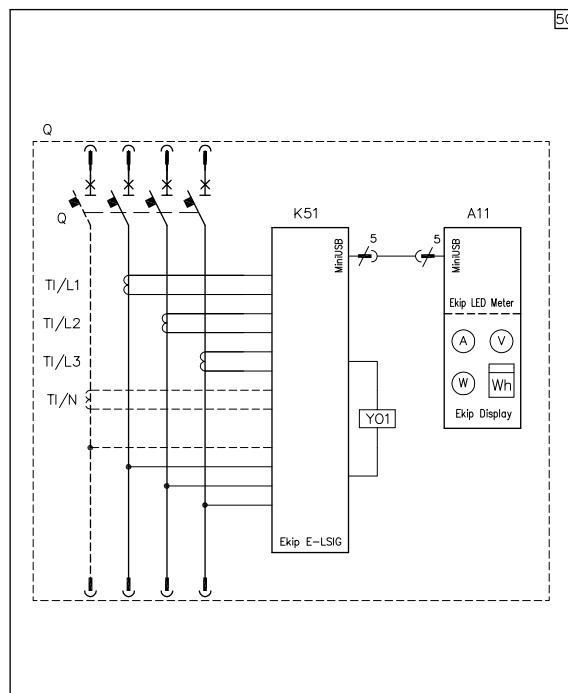 Q
Q
K51
A11
MiniUSB
5
5
MiniUSB
TI/L1
Ekip LED Meter
TI/L2
A
V
TI/L3
W
Wh
TI/N
Y01
Ekip Display
Ekip E-LSIG